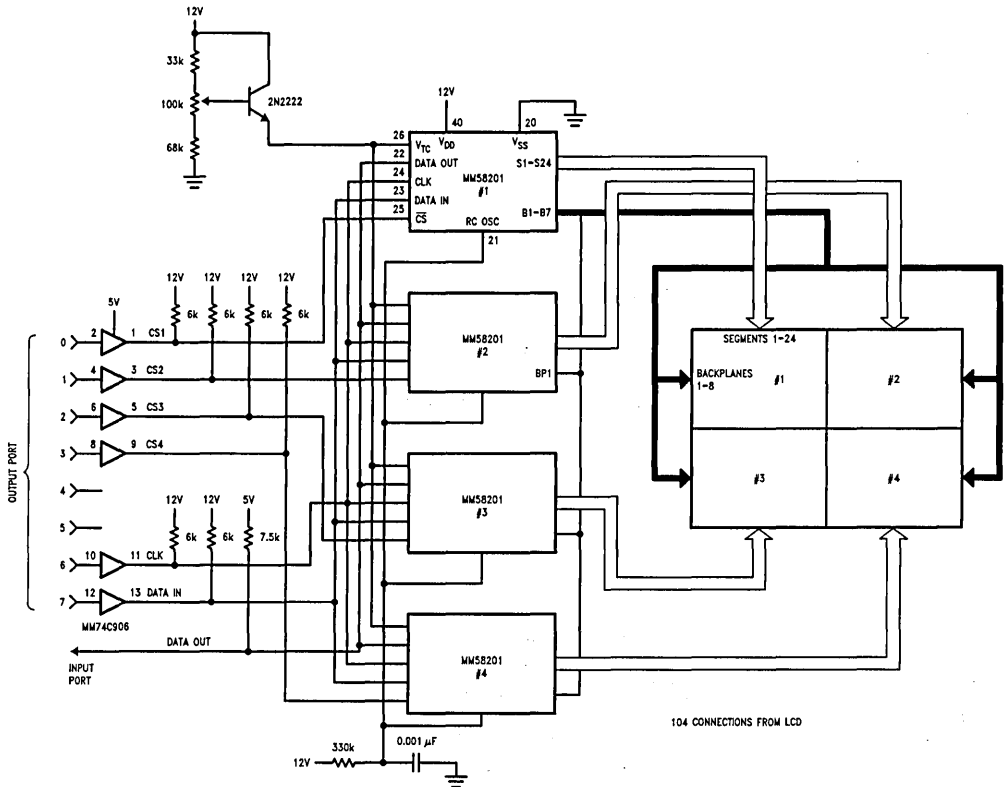 12V
33k
100k
2N2222
68k
12V
40
20
26
VTC
VDD
VSS
22
DATA OUT
S1-S24
24
CLK
MM58201
#1
23
DATA IN
25
CS
B1-B7
RC OSC
21
12V
12V
12V
12V
5V
6k
6k
6k
6k
0
2
1
CS1
MM58201
#2
BP1
1
4
3
CS2
2
6
5
CS3
3
8
9
CS4
4
5
OUTPUT PORT
12V
12V
5V
6k
6k
7.5k
6
10
11
CLK
7
12
13
DATA IN
MM74C906
DATA OUT
INPUT
PORT
MM58201
#3
MM58201
#4
SEGMENTS 1-24
BACKPLANES
1-8
#1
#2
#3
#4
104 CONNECTIONS FROM LCD
12V
330k
0.001 μF